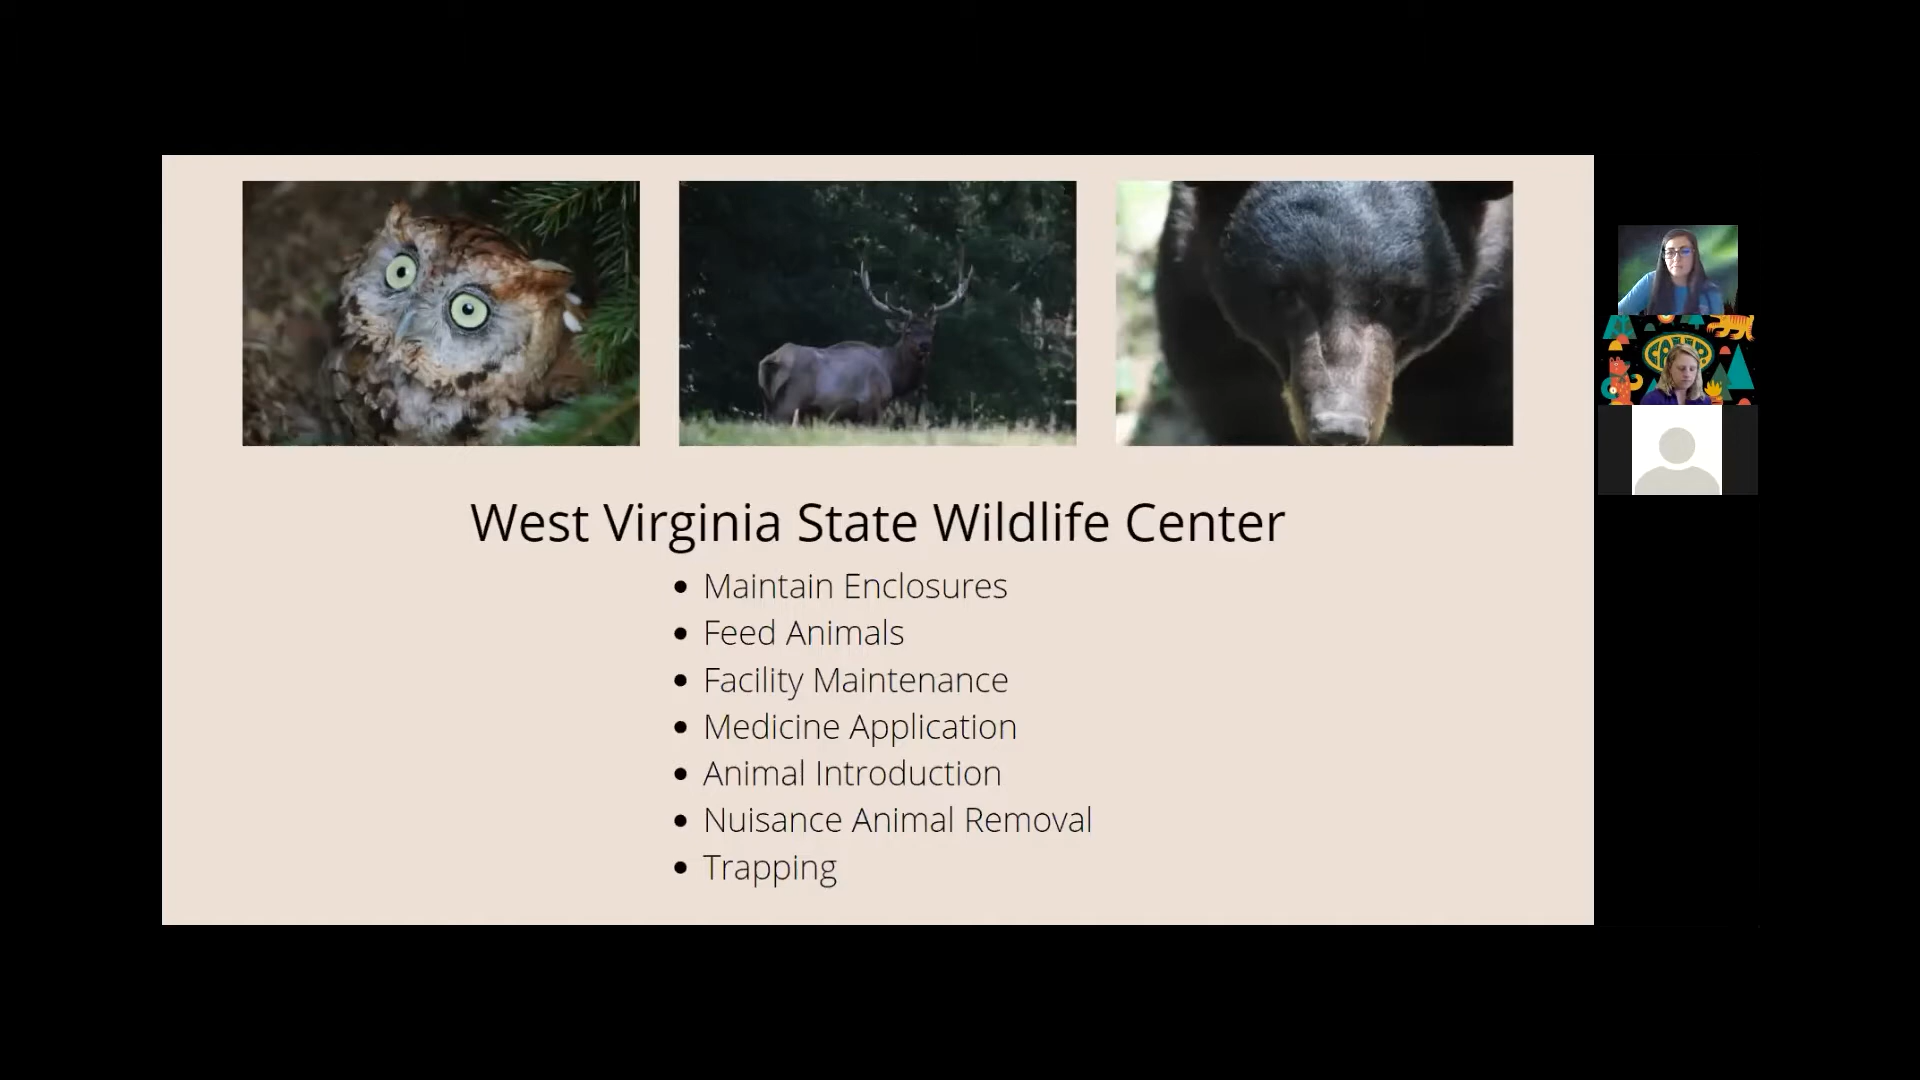 West Virginia State Wildlife Center
• Maintain Enclosures
• Feed Animals
• Facility Maintenance
• Medicine Application
• Animal Introduction
• Nuisance Animal Removal
• Trapping